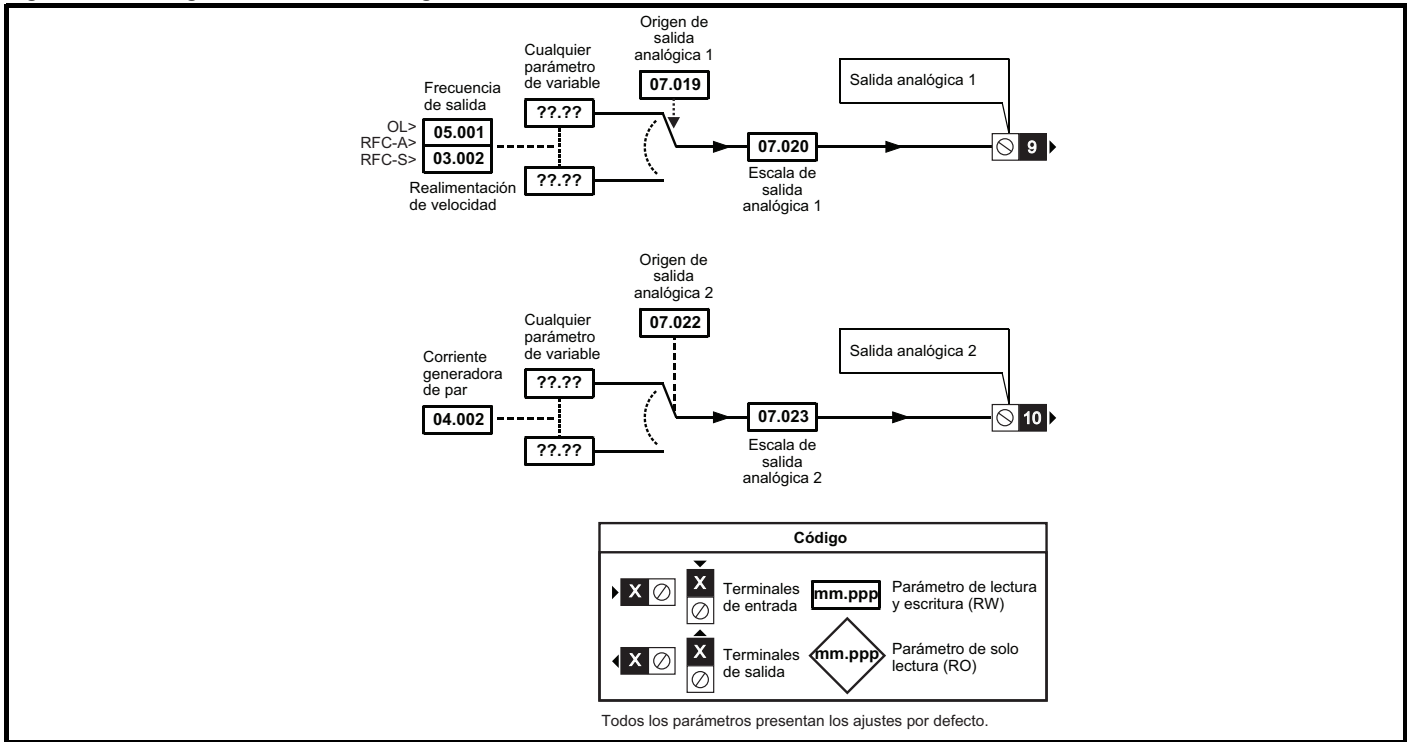 Origen de
salida
analógica 1
Cualquier
parámetro
de variable
07.019
Salida analógica 1
Frecuencia
de salida
??.??
OL>
RFC-A>
RFC-S>
05.001
03.002
07.020
9
??.??
Realimentación
de velocidad
Escala de
salida
analógica 1
Origen de
salida
analógica 2
Cualquier
parámetro
de variable
07.022
Salida analógica 2
Corriente
generadora
de par
??.??
04.002
07.023
10
??.??
Escala de
salida
analógica 2
Código
X
X
Terminales
de entrada
mm.ppp
Parámetro de lectura
y escritura (RW)
X
X
Terminales
de salida
mm.ppp
Parámetro de solo
lectura (RO)
Todos los parámetros presentan los ajustes por defecto.